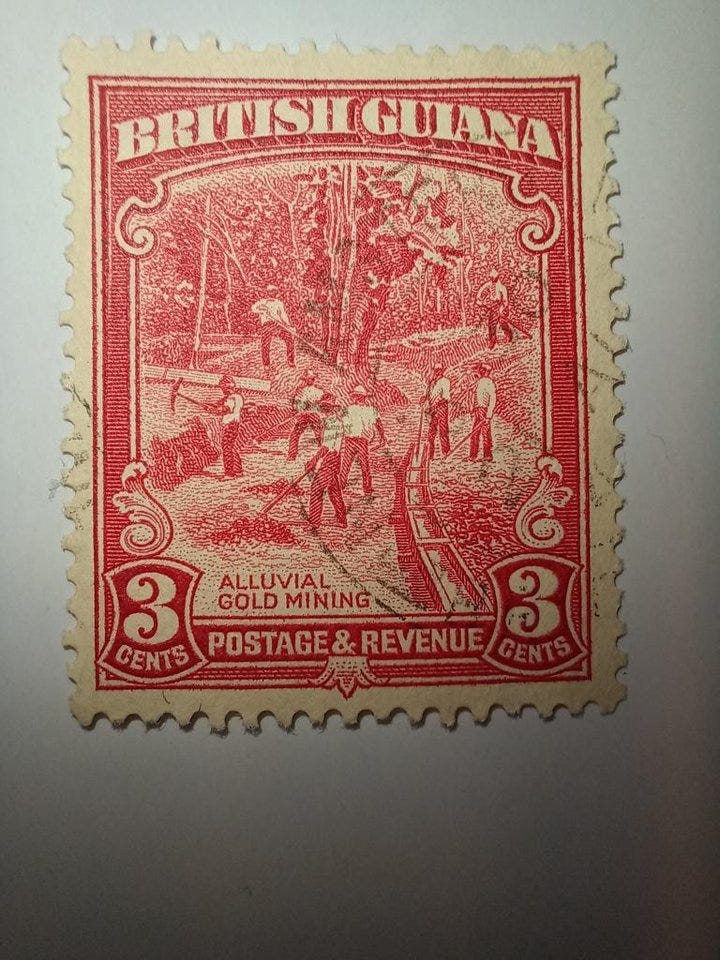 BRITISH GUIANA
ALLUVIAL
GOLD MINING
3 3
CENTS POSTAGE & REVENUE CENTS